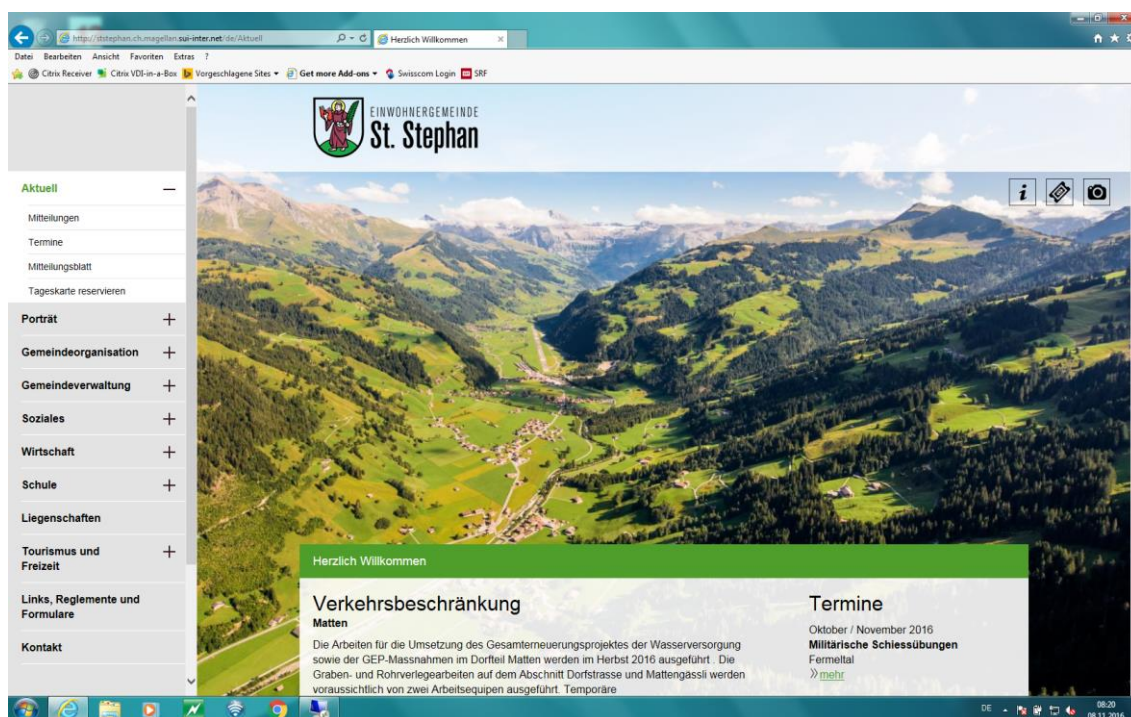 http://ststephan.ch.magellan.sui-inter.net/de/Aktuell
Herzlich Willkommen
Datei Bearbeiten Ansicht Favoriten Extras ?
Citrix Receiver Citrix VDI-in-a-Box Vorgeschlagene Sites Get more Add-ons Swisscom Login SRF
EINWOHNERGEMEINDE
St. Stephan
Aktuell
Mitteilungen
Termine
Mitteilungsblatt
Tageskarte reservieren
Porträt
Gemeindeorganisation
Gemeindeverwaltung
Soziales
Wirtschaft
Schule
Liegenschaften
Tourismus und
Freizeit
Links, Reglemente und
Formulare
Kontakt
Herzlich Willkommen
Verkehrsbeschränkung
Matten
Die Arbeiten für die Umsetzung des Gesamterneuerungsprojektes der Wasserversorgung
sowie der GEP-Massnahmen im Dorfteil Matten werden im Herbst 2016 ausgeführt . Die
Graben- und Rohrverlegearbeiten auf dem Abschnitt Dorfstrasse und Mattengässli werden
voraussichtlich von zwei Arbeitsequipen ausgeführt. Temporäre
Termine
Oktober / November 2016
Militärische Schiessübungen
Fermeltal
» mehr
DE
08:20
08.11.2016